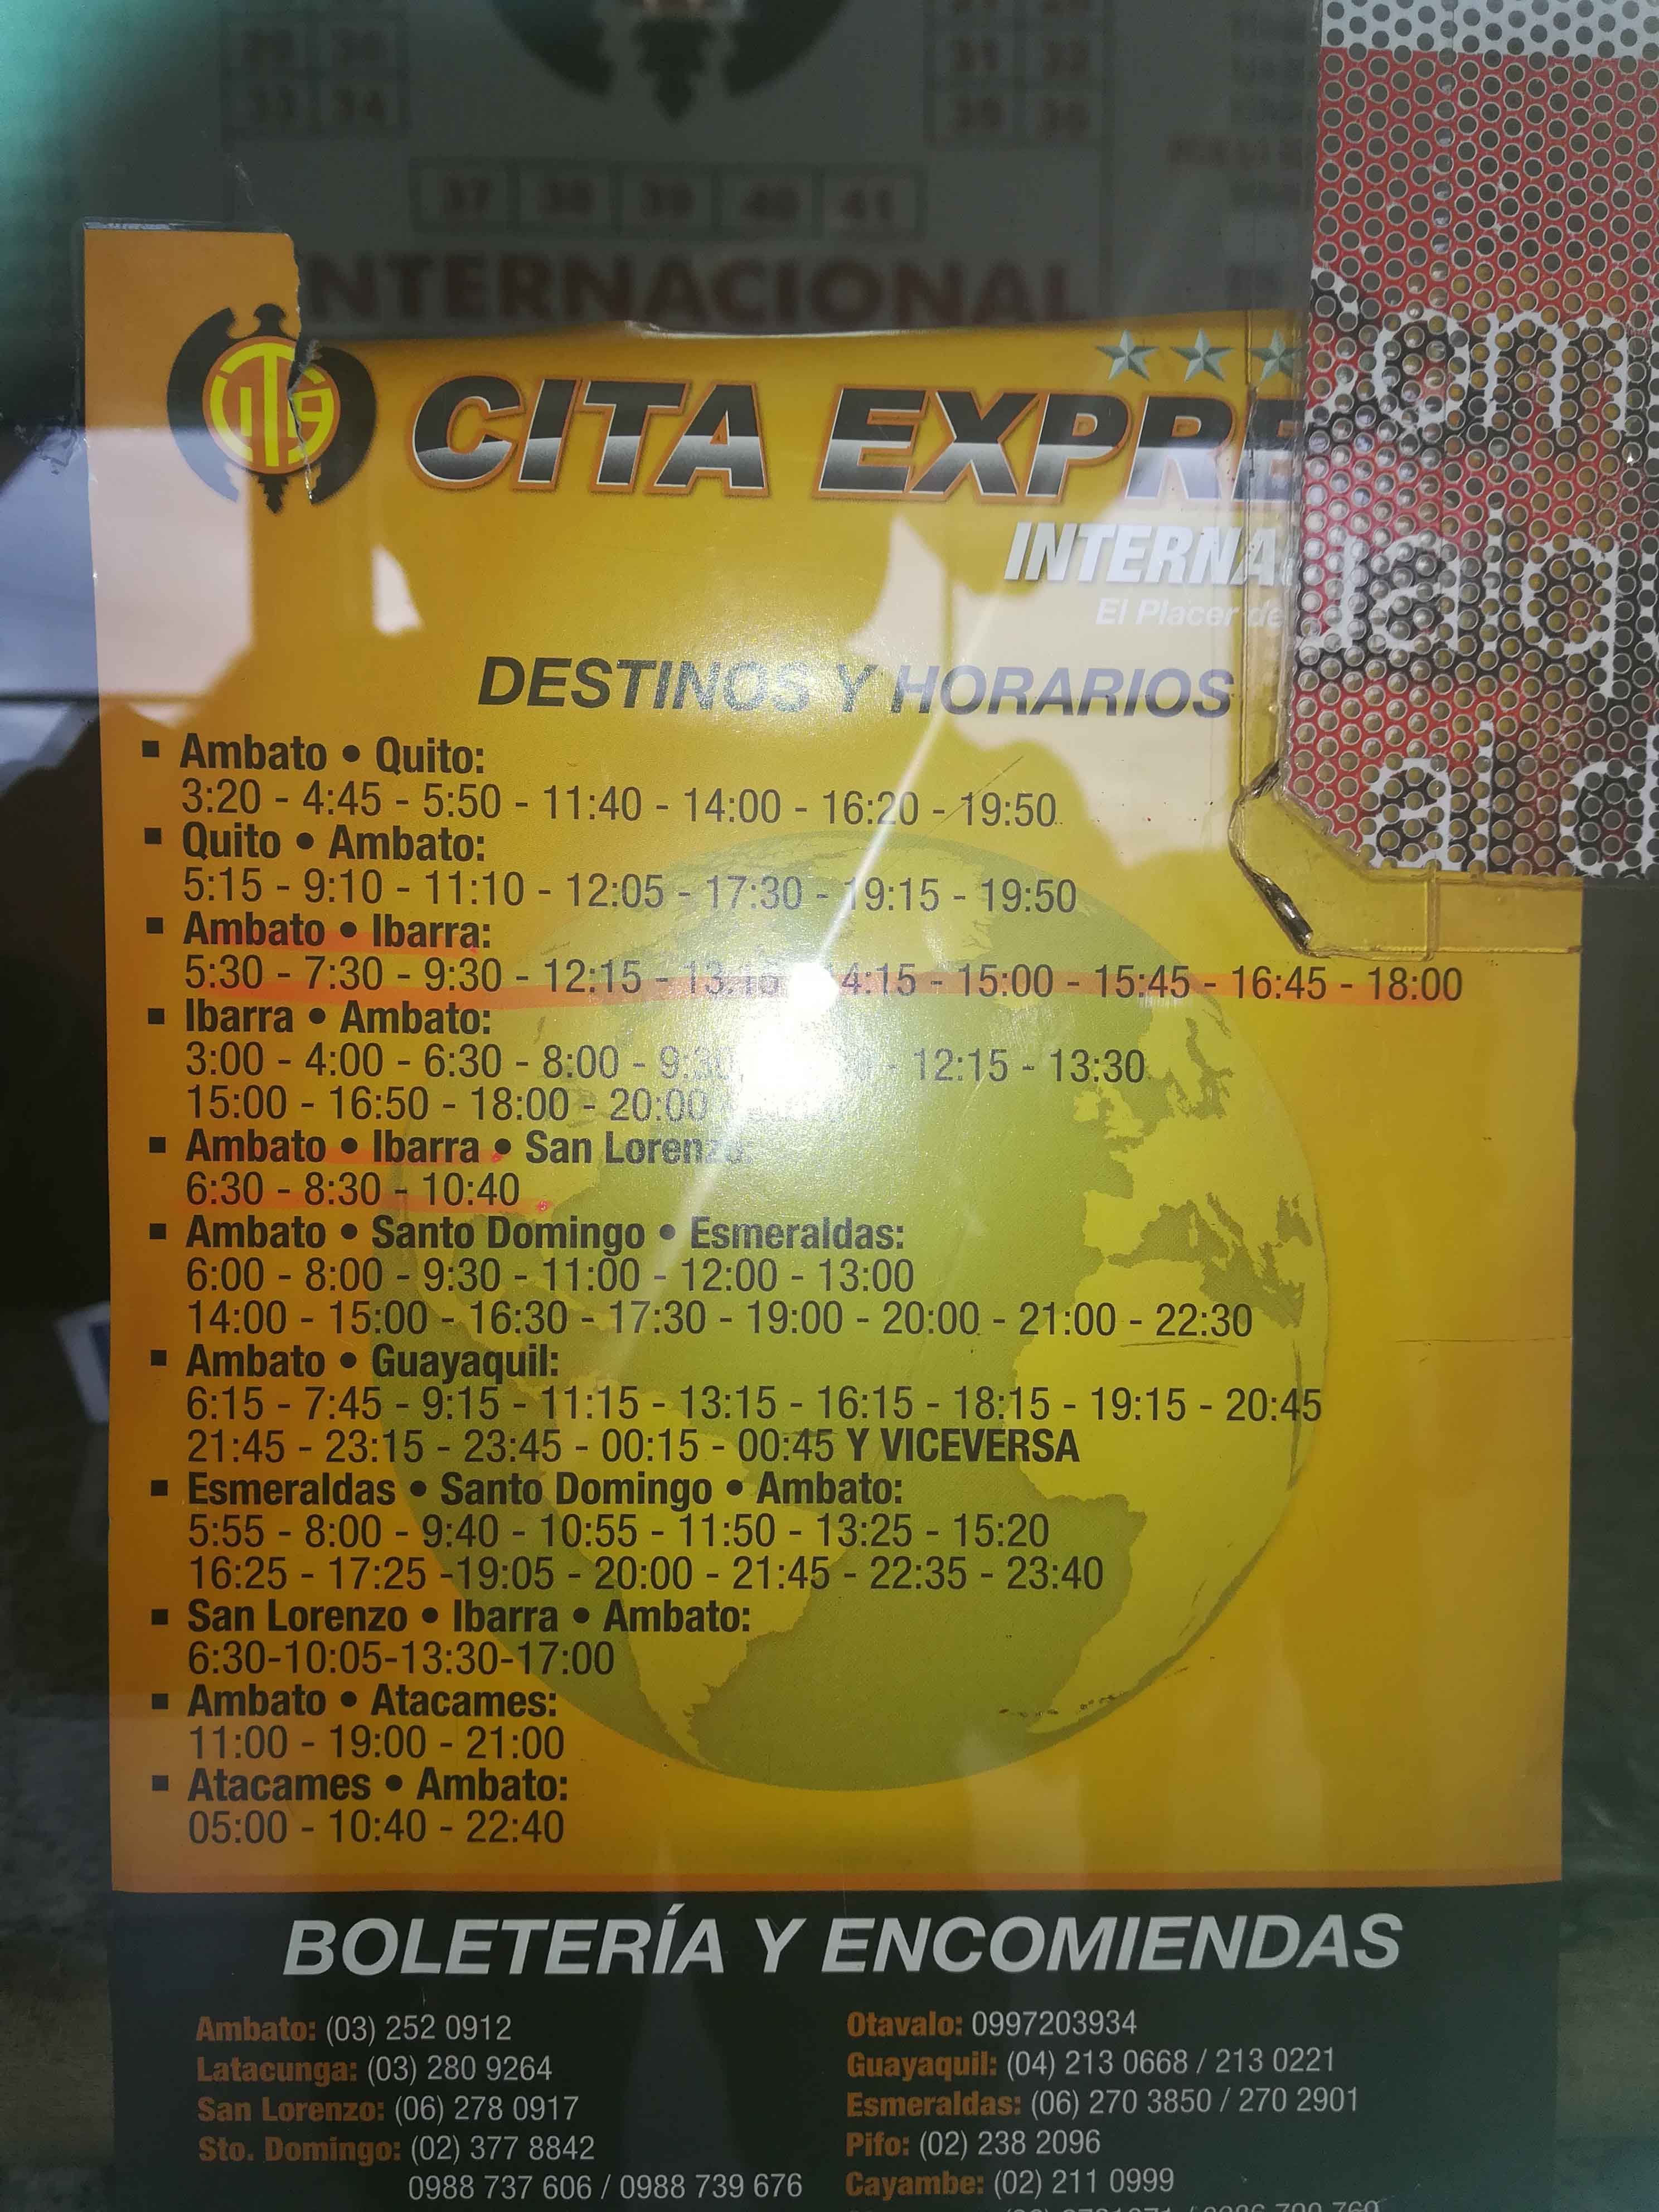 29 30
33 34
31 32
35 36
37 38 39 40 41
INTERNACIONAL
CITA EXPRE
INTERNA
El Placer de
DESTINOS Y HORARIOS
▪ Ambato • Quito:
3:20 - 4:45 - 5:50 - 11:40 - 14:00 - 16:20 - 19:50
▪ Quito • Ambato:
5:15 - 9:10 - 11:10 - 12:05 - 17:30 - 19:15 - 19:50
▪ Ambato • Ibarra:
5:30 - 7:30 - 9:30 - 12:15 - 4:15 - 15:00 - 15:45 - 16:45 - 18:00
▪ Ibarra • Ambato:
3:00 - 4:00 - 6:30 - 8:00 - 9:30 - 12:15 - 13:30
15:00 - 16:50 - 18:00 - 20:00
▪ Ambato • Ibarra • San Lorenzo:
6:30 - 8:30 - 10:40
▪ Ambato • Santo Domingo • Esmeraldas:
6:00 - 8:00 - 9:30 - 11:00 - 12:00 - 13:00
14:00 - 15:00 - 16:30 - 17:30 - 19:00 - 20:00 - 21:00 - 22:30
▪ Ambato • Guayaquil:
6:15 - 7:45 - 9:15 - 11:15 - 13:15 - 16:15 - 18:15 - 19:15 - 20:45
21:45 - 23:15 - 23:45 - 00:15 - 00:45 Y VICEVERSA
▪ Esmeraldas • Santo Domingo • Ambato:
5:55 - 8:00 - 9:40 - 10:55 - 11:50 - 13:25 - 15:20
16:25 - 17:25 -19:05 - 20:00 - 21:45 - 22:35 - 23:40
▪ San Lorenzo • Ibarra • Ambato:
6:30-10:05-13:30-17:00
▪ Ambato • Atacames:
11:00 - 19:00 - 21:00
▪ Atacames • Ambato:
05:00 - 10:40 - 22:40
BOLETERÍA Y ENCOMIENDAS
Ambato: (03) 252 0912
Latacunga: (03) 280 9264
San Lorenzo: (06) 278 0917
Sto. Domingo: (02) 377 8842
0988 737 606 / 0988 739 676
Otavalo: 0997203934
Guayaquil: (04) 213 0668 / 213 0221
Esmeraldas: (06) 270 3850 / 270 2901
Pifo: (02) 238 2096
Cayambe: (02) 211 0999